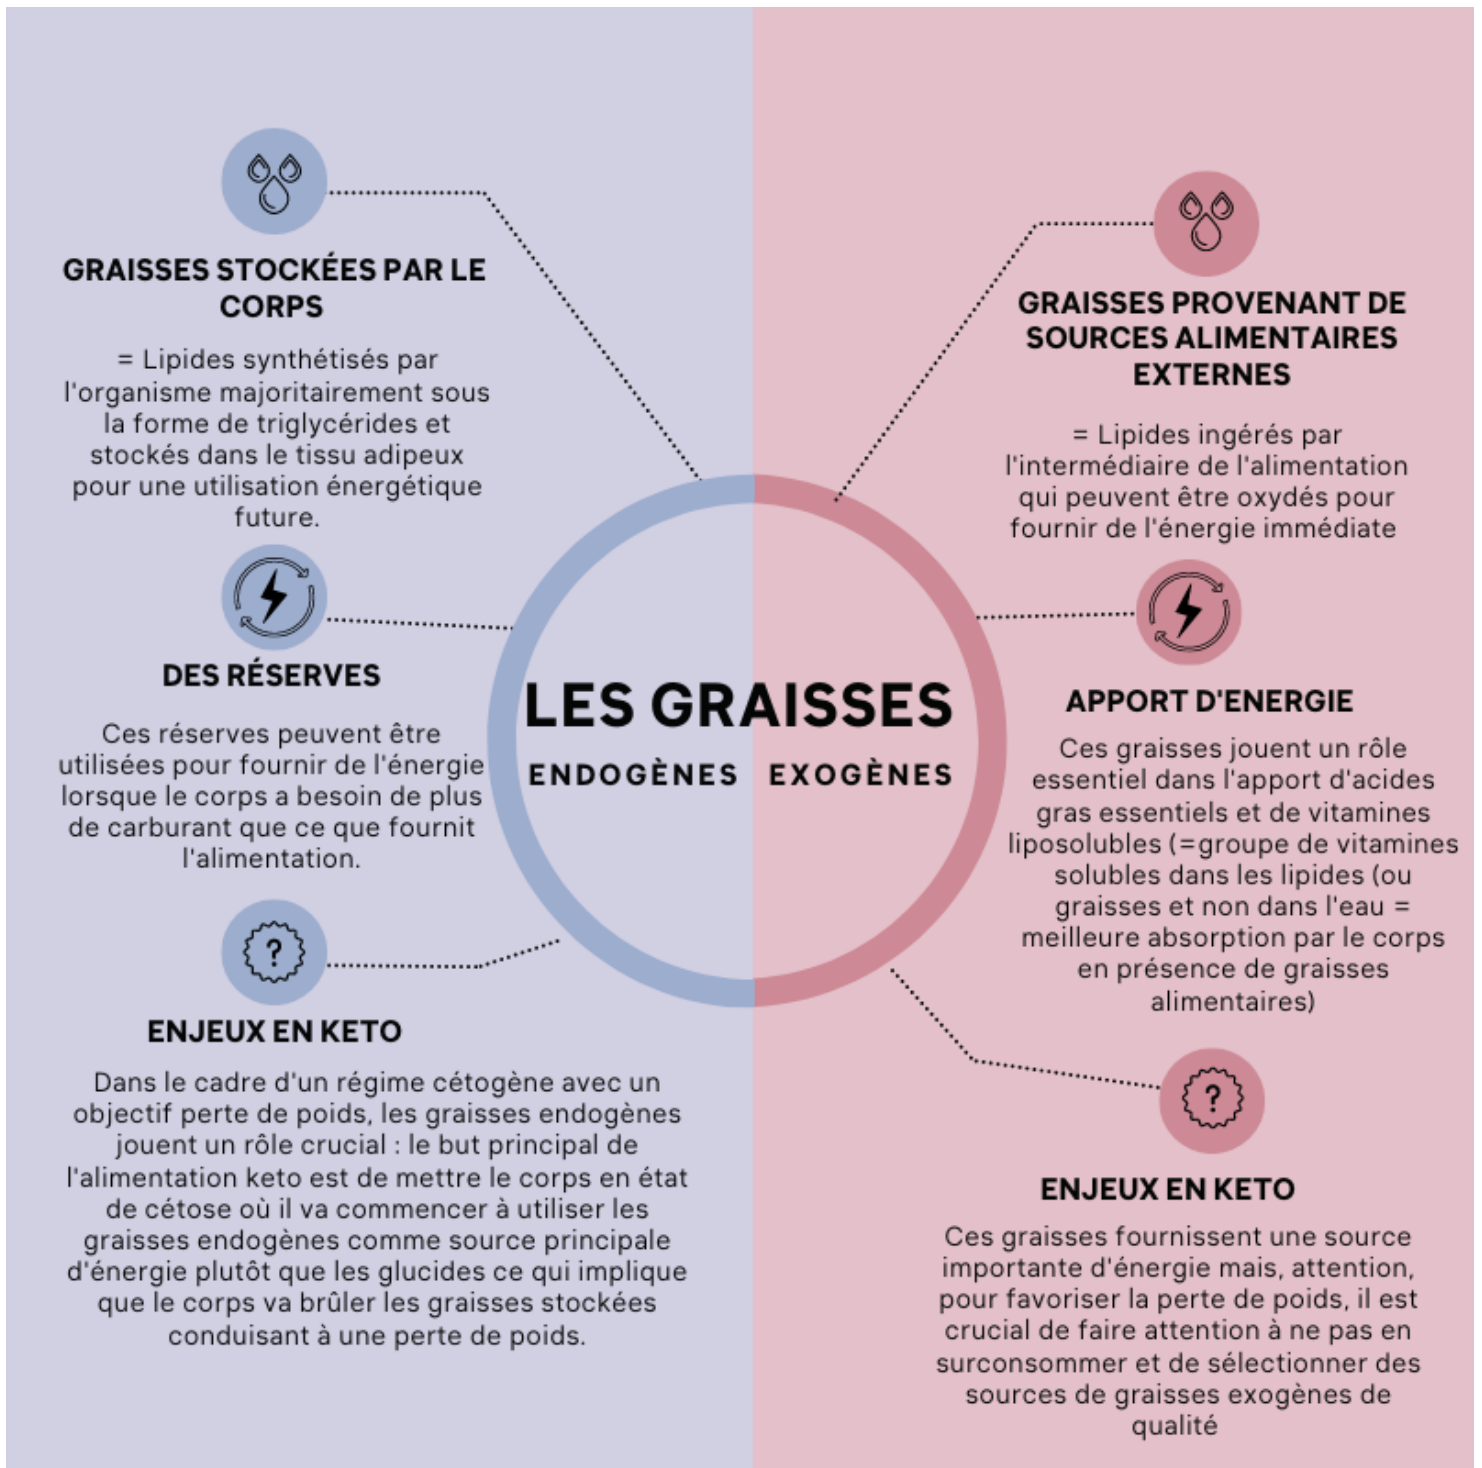 GRAISSES STOCKÉES PAR LE
CORPS
= Lipides synthétisés par
l'organisme majoritairement sous
la forme de triglycérides et
stockés dans le tissu adipeux
pour une utilisation énergétique
future.
DES RÉSERVES
Ces réserves peuvent être
utilisées pour fournir de l'énergie
lorsque le corps a besoin de plus
de carburant que ce que fournit
l'alimentation.
ENJEUX EN KETO
Dans le cadre d'un régime cétogène avec un
objectif perte de poids, les graisses endogènes
jouent un rôle crucial : le but principal de
l'alimentation keto est de mettre le corps en état
de cétose où il va commencer à utiliser les
graisses endogènes comme source principale
d'énergie plutôt que les glucides ce qui implique
que le corps va brûler les graisses stockées
conduisant à une perte de poids.
LES GRAISSES
ENDOGÈNES EXOGÈNES
GRAISSES PROVENANT DE
SOURCES ALIMENTAIRES
EXTERNES
= Lipides ingérés par
l'intermédiaire de l'alimentation
qui peuvent être oxydés pour
fournir de l'énergie immédiate
APPORT D'ENERGIE
Ces graisses jouent un rôle
essentiel dans l'apport d'acides
gras essentiels et de vitamines
liposolubles (=groupe de vitamines
solubles dans les lipides (ou
graisses et non dans l'eau =
meilleure absorption par le corps
en présence de graisses
alimentaires)
ENJEUX EN KETO
Ces graisses fournissent une source
importante d'énergie mais, attention,
pour favoriser la perte de poids, il est
crucial de faire attention à ne pas en
surconsommer et de sélectionner des
sources de graisses exogènes de
qualité